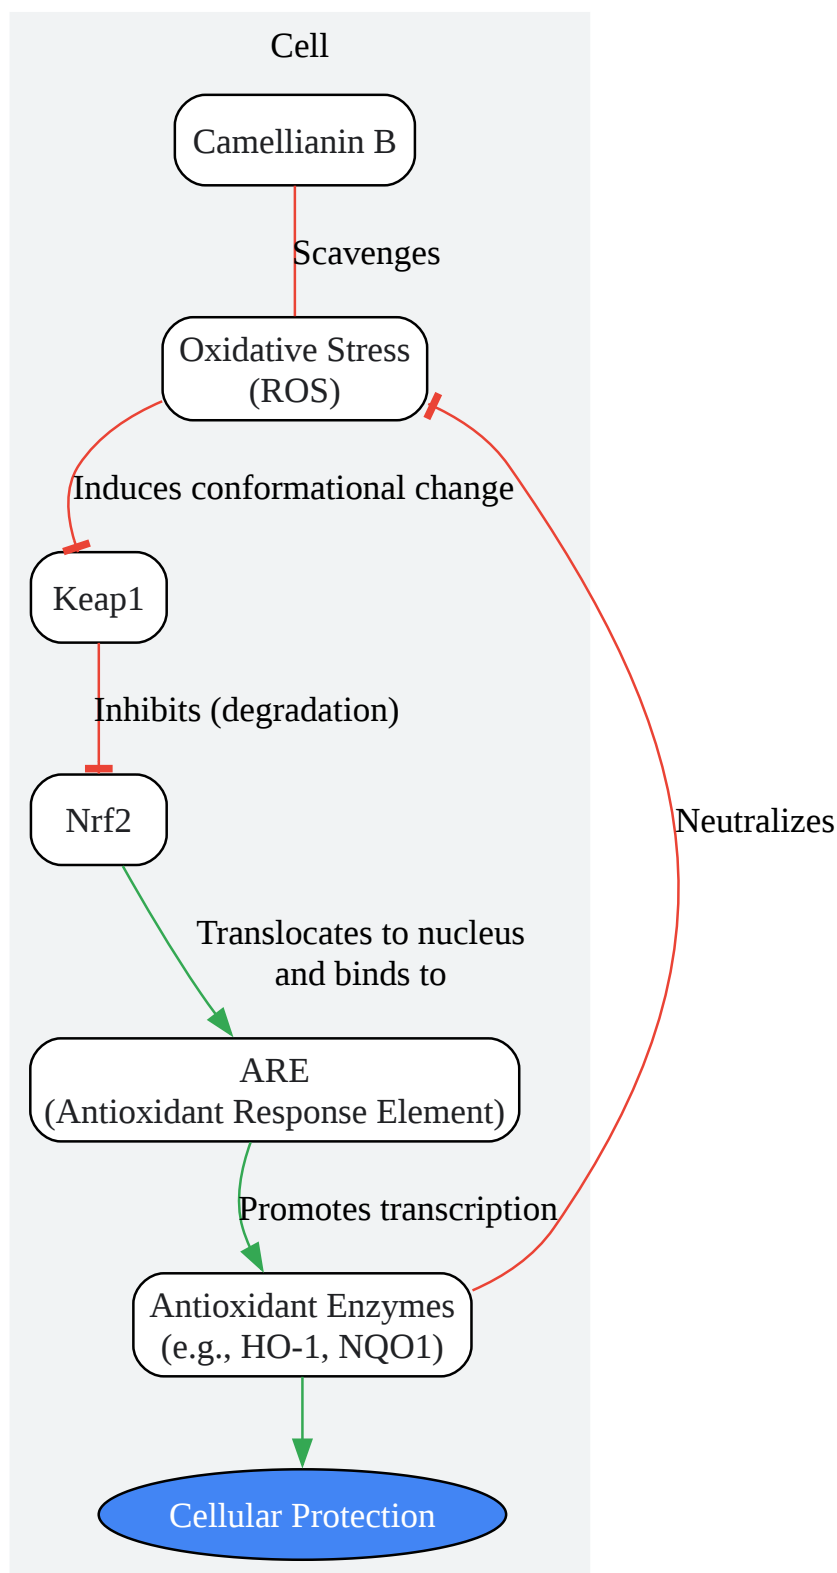 Cell
Camellianin B
Scavenges
Oxidative Stress
(ROS)
Induces conformational change
Keap1
Inhibits (degradation)
Nrf2
Neutralizes
Translocates to nucleus
and binds to
ARE
(Antioxidant Response Element)
Promotes transcription
Antioxidant Enzymes
(e.g., HO-1, NQO1)
Cellular Protection